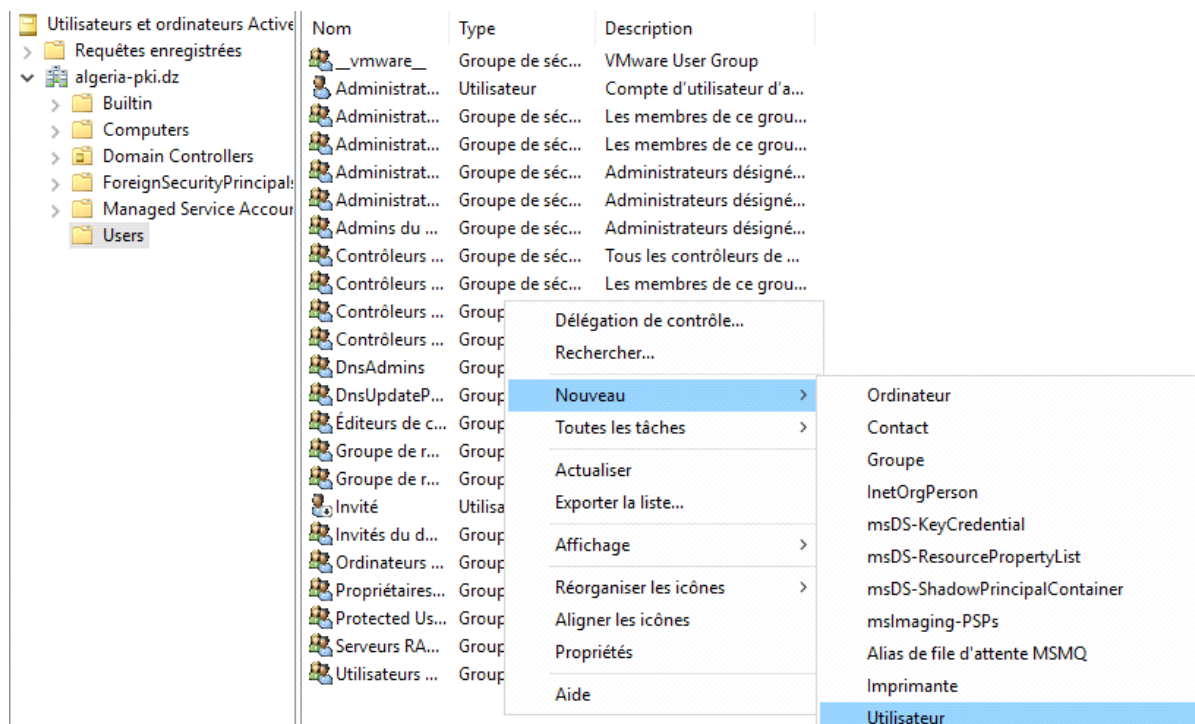 Utilisateurs et ordinateurs Active
Requêtes enregistrées
algeria-pki.dz
Builtin
Computers
Domain Controllers
ForeignSecurityPrincipals
Managed Service Accour
Users
Nom Type Description
__vmware__ Groupe de séc... VMware User Group
Administrat... Utilisateur Compte d'utilisateur d'a...
Administrat... Groupe de séc... Les membres de ce grou...
Administrat... Groupe de séc... Les membres de ce grou...
Administrat... Groupe de séc... Administrateurs désigné...
Administrat... Groupe de séc... Administrateurs désigné...
Admins du ... Groupe de séc... Administrateurs désigné...
Contrôleurs ... Groupe de séc... Tous les contrôleurs de ...
Contrôleurs ... Groupe de séc... Les membres de ce grou...
Contrôleurs ... Group
Contrôleurs ... Group
DnsAdmins Group
DnsUpdateP... Group
Éditeurs de c... Group
Groupe de r... Group
Groupe de r... Group
Invité Utilisa
Invités du d... Group
Ordinateurs ... Group
Propriétaires... Group
Protected Us... Group
Serveurs RA... Group
Utilisateurs ... Group
Délégation de contrôle...
Rechercher...
Nouveau
Toutes les tâches
Actualiser
Exporter la liste...
Affichage
Réorganiser les icônes
Aligner les icônes
Propriétés
Aide
Ordinateur
Contact
Groupe
InetOrgPerson
msDS-KeyCredential
msDS-ResourcePropertyList
msDS-ShadowPrincipalContainer
msImaging-PSPs
Alias de file d'attente MSMQ
Imprimante
Utilisateur